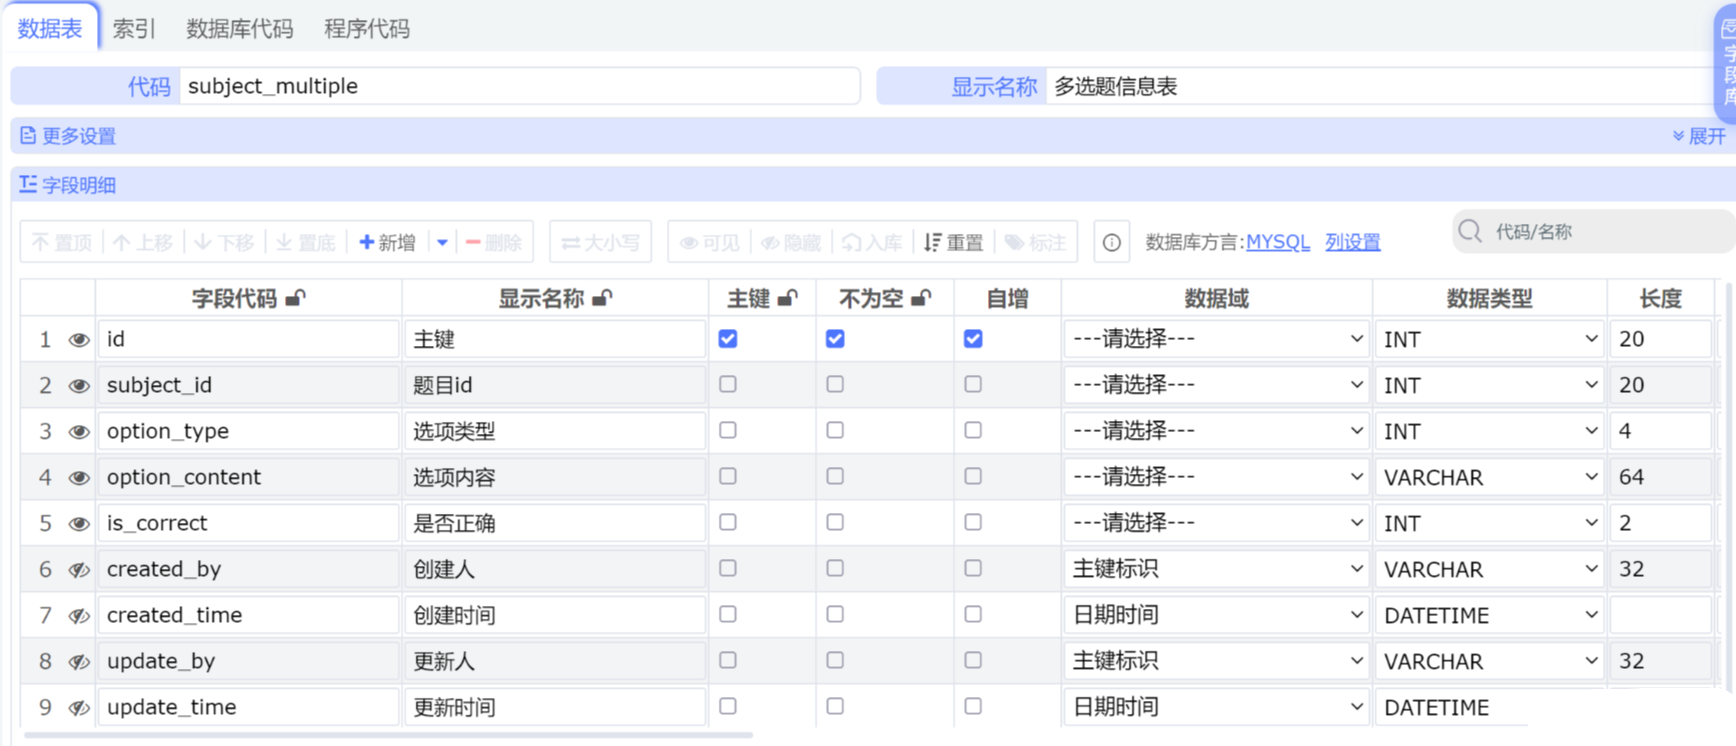 数据表 索引 数据库代码 程序代码
字段库
代码 subject_multiple 显示名称 多选题信息表
更多设置 展开
字段明细
置顶 上移 下移 置底 新增 删除 大小写 可见 隐藏 入库 重置 标注 数据库方言:MYSQL 列设置 代码/名称
字段代码 显示名称 主键 不为空 自增 数据域 数据类型 长度
1 id 主键 ---请选择--- INT 20
2 subject_id 题目id ---请选择--- INT 20
3 option_type 选项类型 ---请选择--- INT 4
4 option_content 选项内容 ---请选择--- VARCHAR 64
5 is_correct 是否正确 ---请选择--- INT 2
6 created_by 创建人 主键标识 VARCHAR 32
7 created_time 创建时间 日期时间 DATETIME
8 update_by 更新人 主键标识 VARCHAR 32
9 update_time 更新时间 日期时间 DATETIME